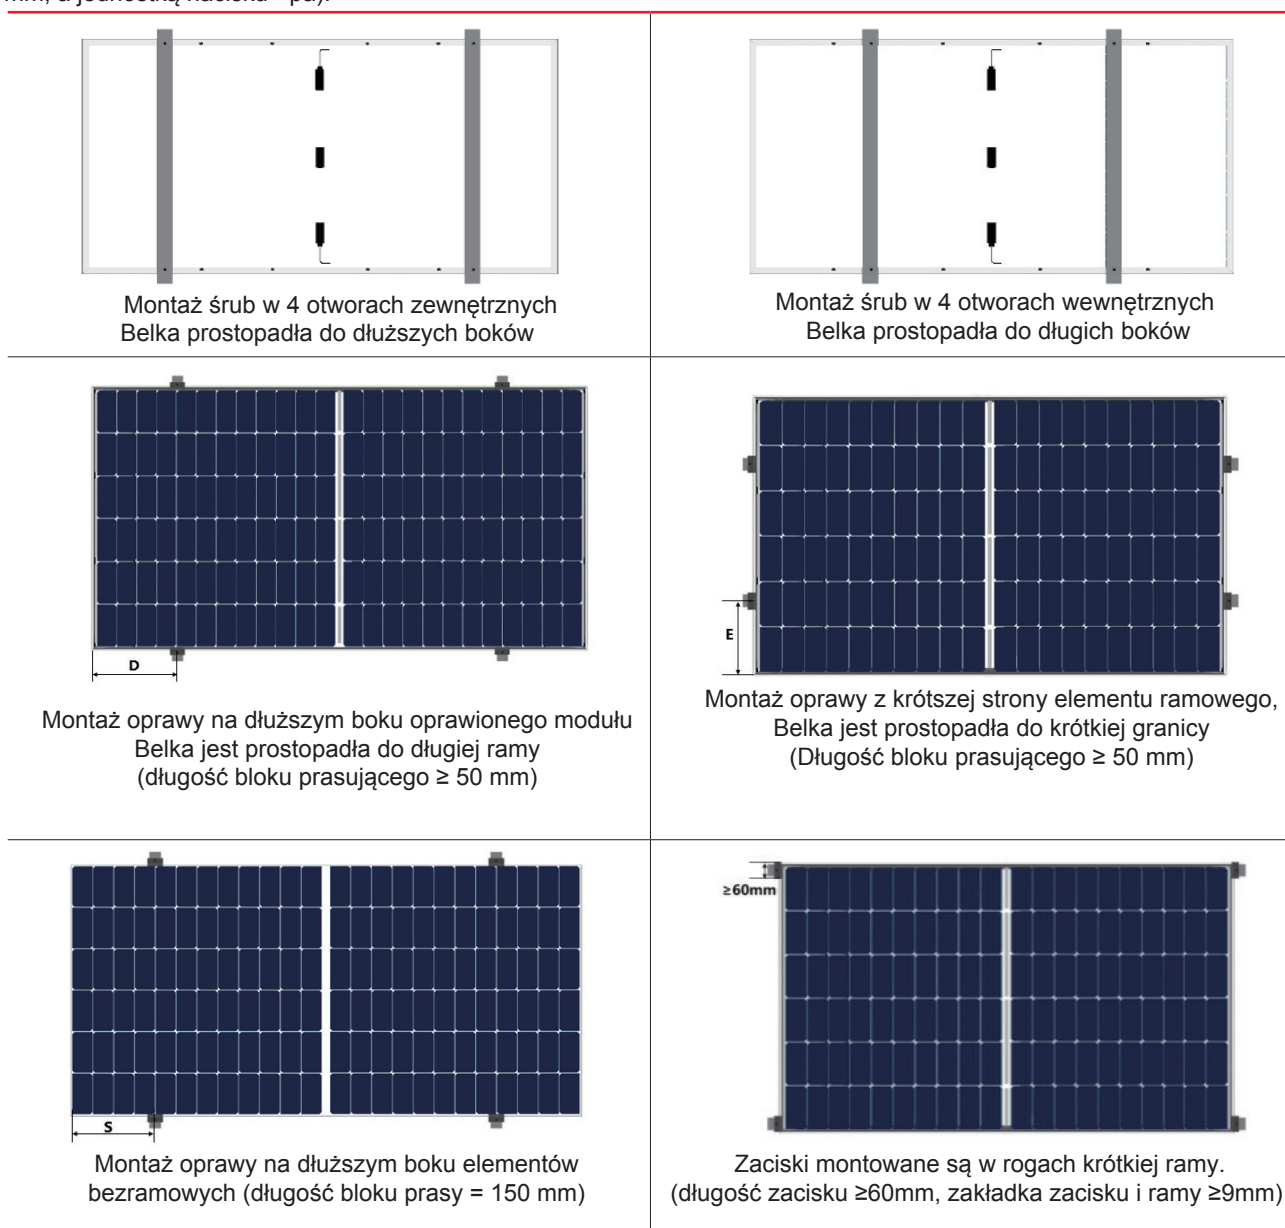 Montaż śrub w 4 otworach zewnętrznych
Belka prostopadła do dłuższych boków
Montaż śrub w 4 otworach wewnętrznych
Belka prostopadła do długich boków
D
Montaż oprawy na dłuższym boku oprawionego modułu
Belka jest prostopadła do długiej ramy
(długość bloku prasującego ≥ 50 mm)
E
Montaż oprawy z krótszej strony elementu ramowego,
Belka jest prostopadła do krótkiej granicy
(Długość bloku prasującego ≥ 50 mm)
S
Montaż oprawy na dłuższym boku elementów
bezramowych (długość bloku prasy = 150 mm)
≥60mm
Zaciski montowane są w rogach krótkiej ramy.
(długość zacisku ≥60mm, zakładka zacisku i ramy ≥9mm)